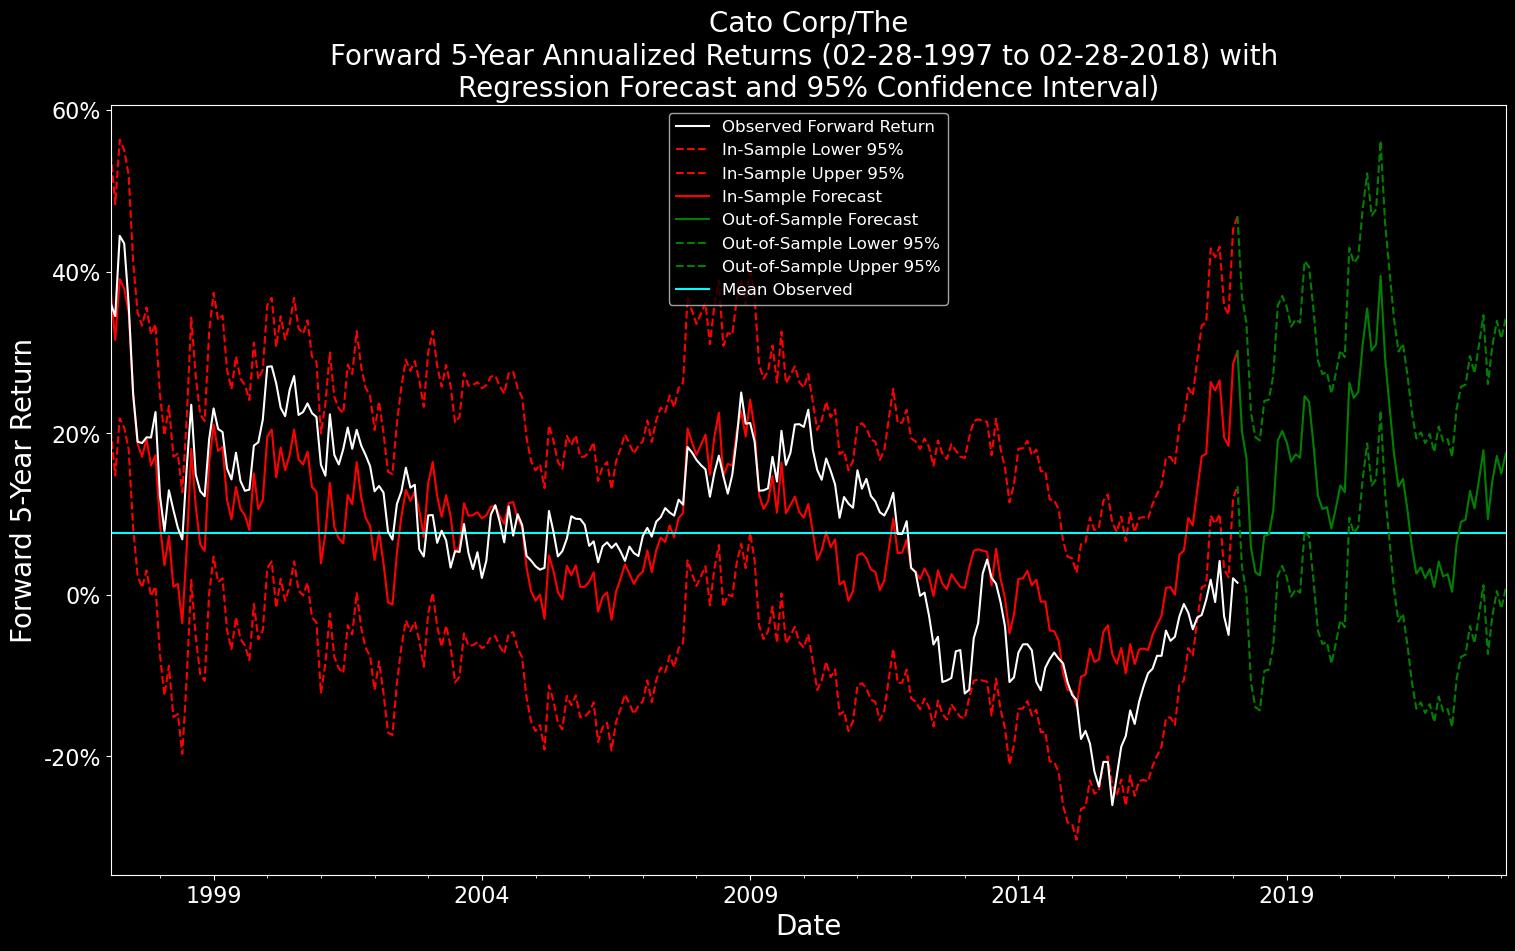 Cato Corp/The
Forward 5-Year Annualized Returns (02-28-1997 to 02-28-2018) with
Regression Forecast and 95% Confidence Interval)
60%
40%
20%
0%
-20%
Forward 5-Year Return
Observed Forward Return
In-Sample Lower 95%
In-Sample Upper 95%
In-Sample Forecast
Out-of-Sample Forecast
Out-of-Sample Lower 95%
Out-of-Sample Upper 95%
Mean Observed
1999
2004
2009
2014
2019
Date